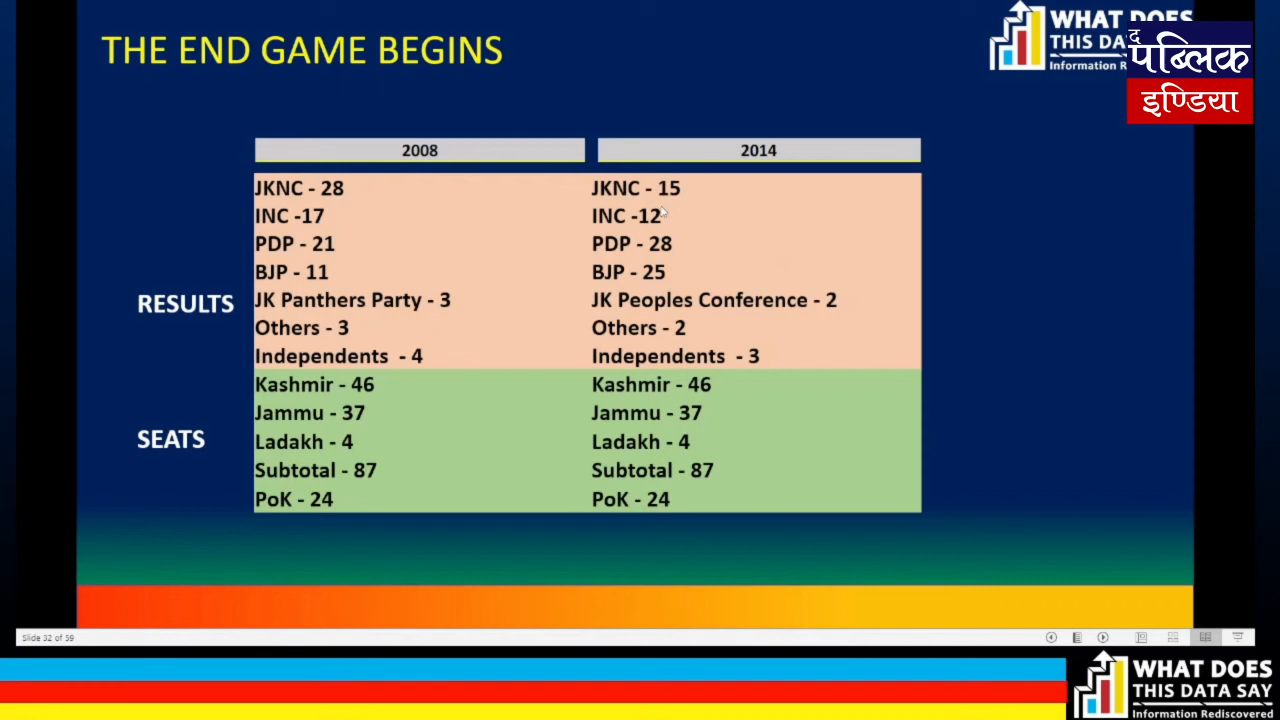 THE END GAME BEGINS
WHAT DOES
THIS DA
Information R
द
पब्लिक
इण्डिया
2008
2014
JKNC - 28
INC -17
PDP - 21
BJP - 11
JK Panthers Party - 3
Others - 3
Independents - 4
JKNC - 15
INC -12
PDP - 28
BJP - 25
JK Peoples Conference - 2
Others - 2
Independents - 3
RESULTS
Kashmir - 46
Jammu - 37
Ladakh - 4
Subtotal - 87
PoK - 24
Kashmir - 46
Jammu - 37
Ladakh - 4
Subtotal - 87
PoK - 24
SEATS
Slide 32 of 59
WHAT DOES
THIS DATA SAY
Information Rediscovered